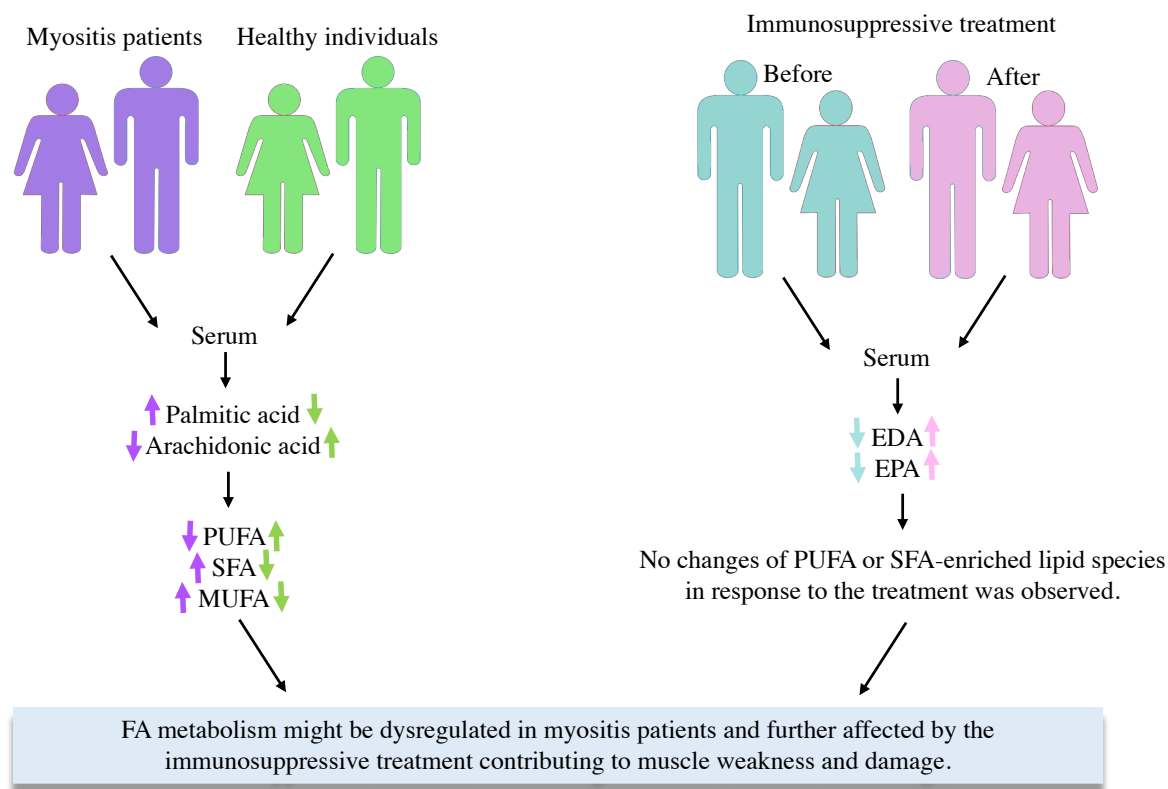 Myositis patients
Healthy individuals
Serum
Palmitic acid
Arachidonic acid
PUFA
SFA
MUFA
Immunosuppressive treatment
Before
After
Serum
EDA
EPA
No changes of PUFA or SFA-enriched lipid species
in response to the treatment was observed.
FA metabolism might be dysregulated in myositis patients and further affected by the
immunosuppressive treatment contributing to muscle weakness and damage.